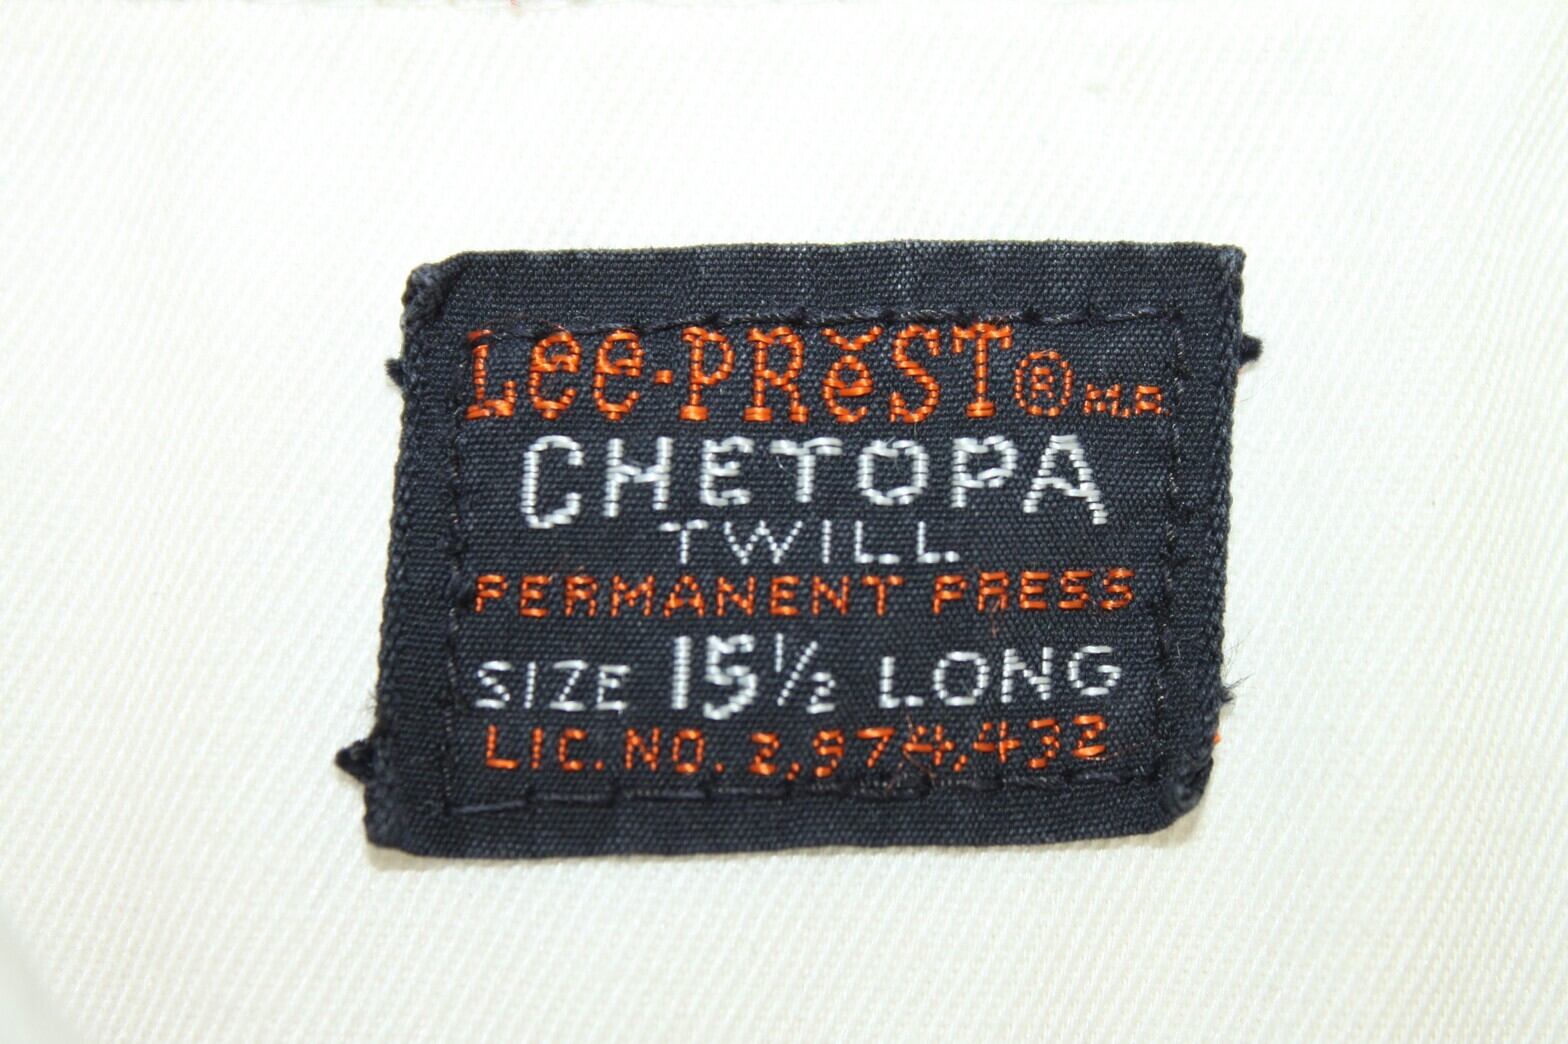 Lee-PReST® M.R.
CHETOPA
TWILL
PERMANENT PRESS
SIZE 15½ LONG
LIC. NO. 2,974,432